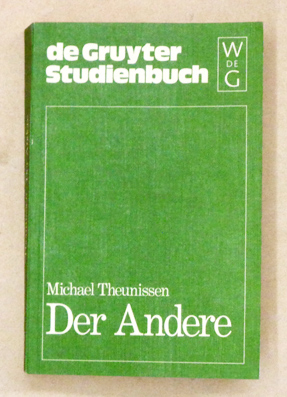 de Gruyter
Studienbuch
W
DE
G
Michael Theunissen
Der Andere